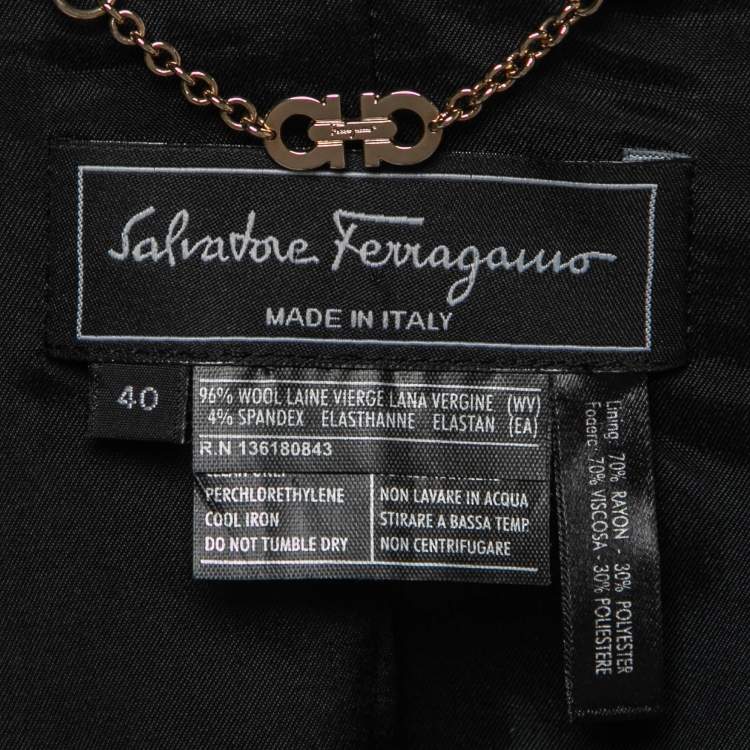 Salvatore Ferragamo
MADE IN ITALY
40
96% WOOL LAINE VIERGE LANA VERGINE (WV)
4% SPANDEX ELASTHANNE ELASTAN (EA)
R.N 136180843
PERCHLORETHYLENE
COOL IRON
DO NOT TUMBLE DRY
NON LAVARE IN ACQUA
STIRARE A BASSA TEMP.
NON CENTRIFUGARE
Lining: 70% RAYON - 30% POLYESTER
Fodera: 70% VISCOSA - 30% POLIESTERE